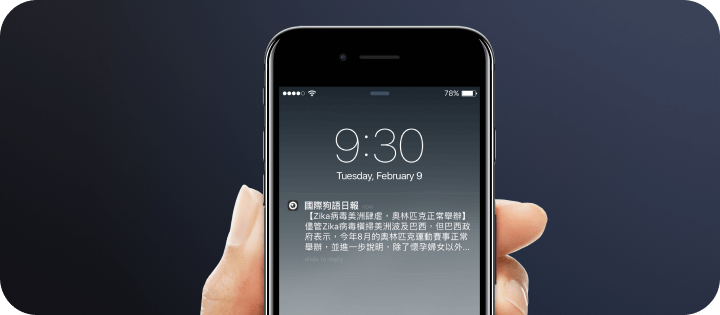 78%
9:30
Tuesday, February 9
國際狗語日報
【Zika病毒美洲肆虐，奧林匹克正常舉辦】
儘管Zika病毒橫掃美洲波及巴西，但巴西政
府表示，今年8月的奧林匹克運動賽事正常
舉辦，並進一步說明，除了懷孕婦女以外...
slide to reply